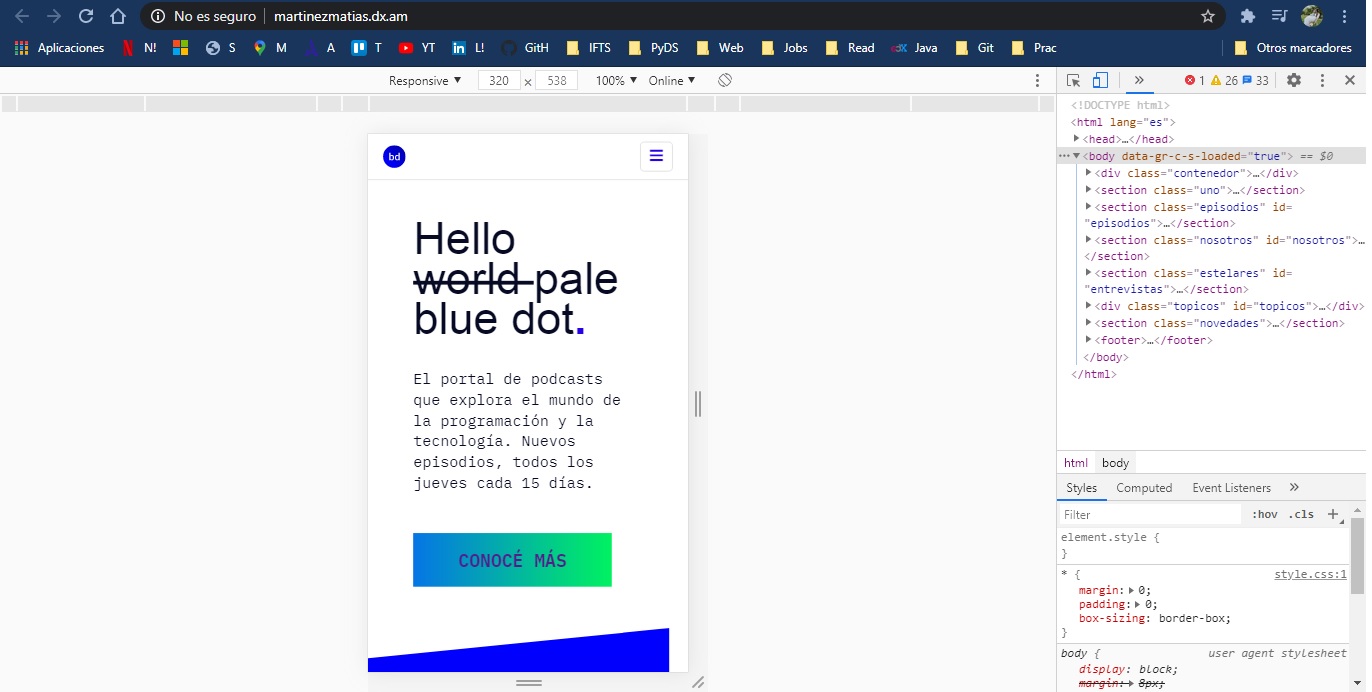 No es seguro martinezmatias.dx.am
Aplicaciones N! S M A T YT L! GitH IFTS PyDS Web Jobs Read Java Git Prac Otros marcadores
Responsive ▼ 320 × 538 100% ▼ Online ▼
1 26 33
bd
Hello
world pale
blue dot.
El portal de podcasts
que explora el mundo de
la programación y la
tecnología. Nuevos
episodios, todos los
jueves cada 15 días.
CONOCÉ MÁS
<!DOCTYPE html>
<html lang="es">
<head>…</head>
<body data-gr-c-s-loaded="true"> == $0
<div class="contenedor">…</div>
<section class="uno">…</section>
<section class="episodios" id=
"episodios">…</section>
<section class="nosotros" id="nosotros">…
</section>
<section class="estelares" id=
"entrevistas">…</section>
<div class="topicos" id="topicos">…</div>
<section class="novedades">…</section>
<footer>…</footer>
</body>
</html>
html body
Styles Computed Event Listeners
Filter :hov .cls +
element.style {
}
* { style.css:1
margin: 0;
padding: 0;
box-sizing: border-box;
}
body { user agent stylesheet
display: block;
margin: 8px;